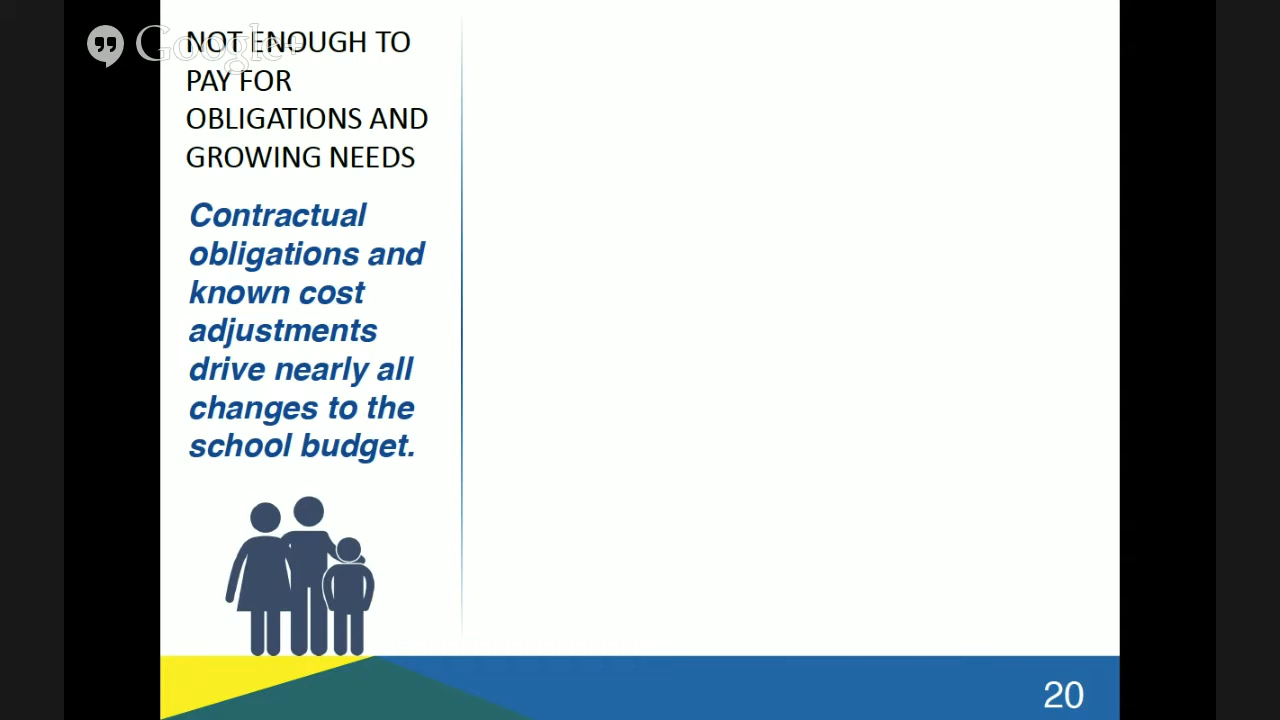 Google+
NOT ENOUGH TO
PAY FOR
OBLIGATIONS AND
GROWING NEEDS
Contractual
obligations and
known cost
adjustments
drive nearly all
changes to the
school budget.
20